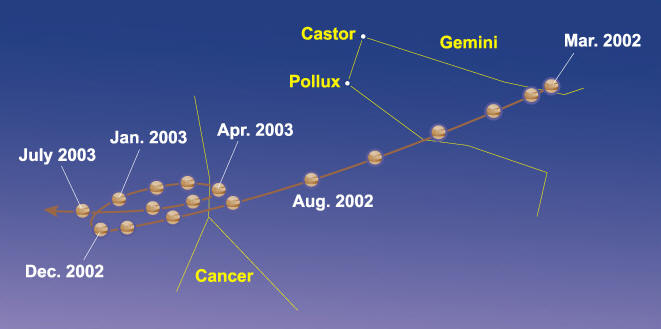 Castor
Gemini
Mar. 2002
Pollux
Apr. 2003
Jan. 2003
July 2003
Aug. 2002
Dec. 2002
Cancer